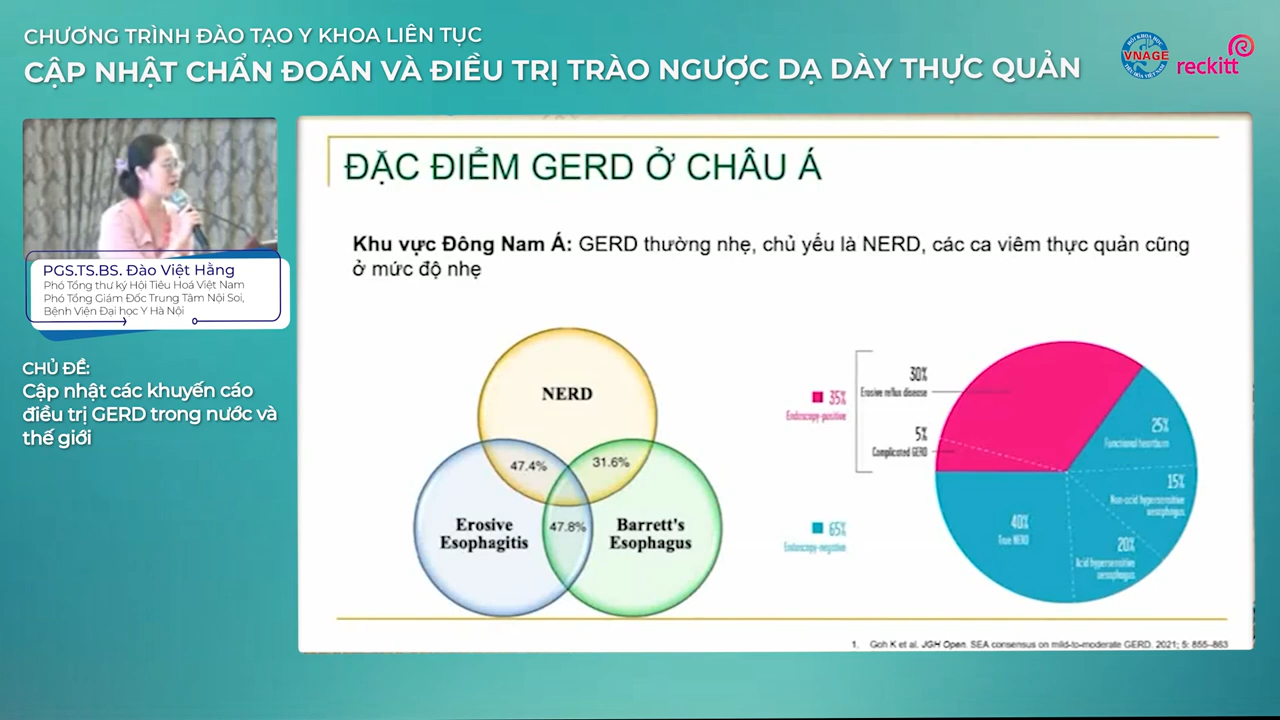 CHƯƠNG TRÌNH ĐÀO TẠO Y KHOA LIÊN TỤC
CẬP NHẬT CHẨN ĐOÁN VÀ ĐIỀU TRỊ TRÀO NGƯỢC DẠ DÀY THỰC QUẢN
VNAGE
reckitt
PGS.TS.BS. Đào Việt Hằng
Phó Tổng thư ký Hội Tiêu Hoá Việt Nam
Phó Tổng Giám Đốc Trung Tâm Nội Soi,
Bệnh Viện Đại học Y Hà Nội
CHỦ ĐỀ:
Cập nhật các khuyến cáo
điều trị GERD trong nước và
thế giới
ĐẶC ĐIỂM GERD Ở CHÂU Á
Khu vực Đông Nam Á: GERD thường nhẹ, chủ yếu là NERD, các ca viêm thực quản cũng
ở mức độ nhẹ
NERD
47.4%
31.6%
Erosive
Esophagitis
47.8%
Barrett's
Esophagus
35%
Endoscopy-positive
30%
Erosive reflux disease
5%
Complicated GERD
65%
Endoscopy-negative
25%
Functional heartburn
15%
Non-acid hypersensitive
oesophagus
20%
Acid hypersensitive
oesophagus
40%
True NERD
1. Goh K et al. JGH Open. SEA consensus on mild-to-moderate GERD. 2021; 5: 855–863